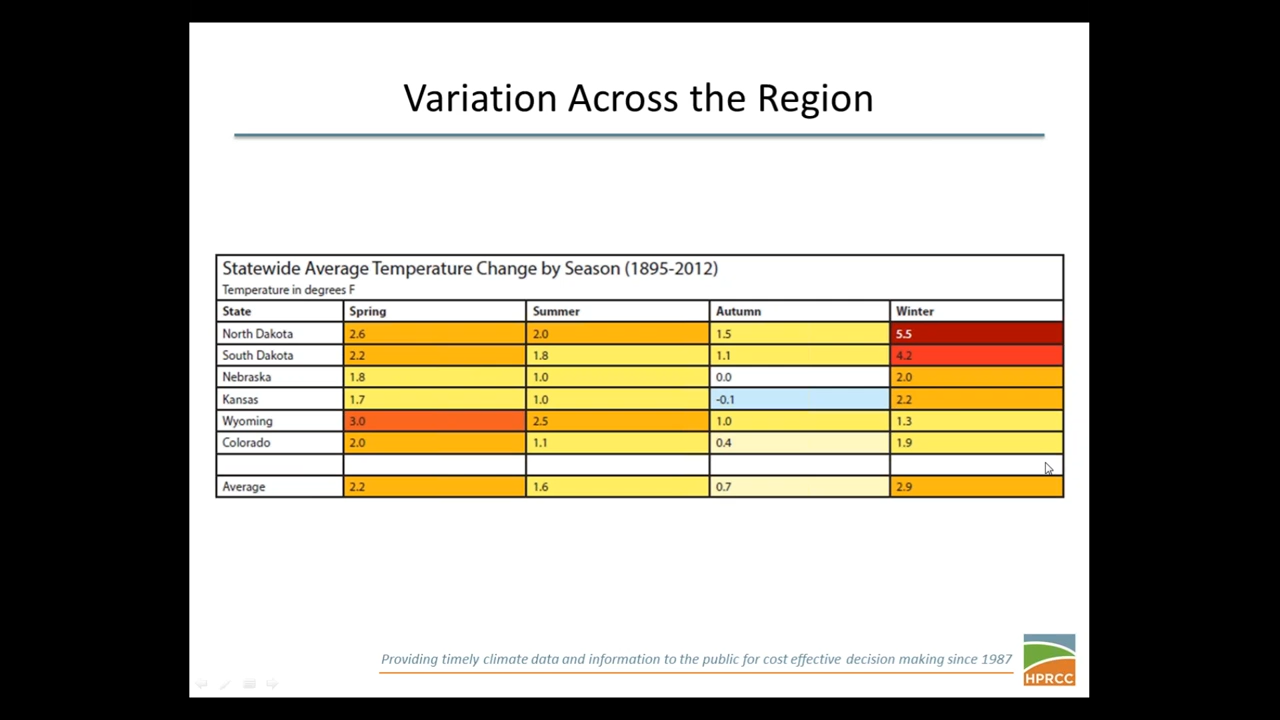 Variation Across the Region
Statewide Average Temperature Change by Season (1895-2012)
Temperature in degrees F
State Spring Summer Autumn Winter
North Dakota 2.6 2.0 1.5 5.5
South Dakota 2.2 1.8 1.1 4.2
Nebraska 1.8 1.0 0.0 2.0
Kansas 1.7 1.0 -0.1 2.2
Wyoming 3.0 2.5 1.0 1.3
Colorado 2.0 1.1 0.4 1.9
Average 2.2 1.6 0.7 2.9
Providing timely climate data and information to the public for cost effective decision making since 1987
HPRCC